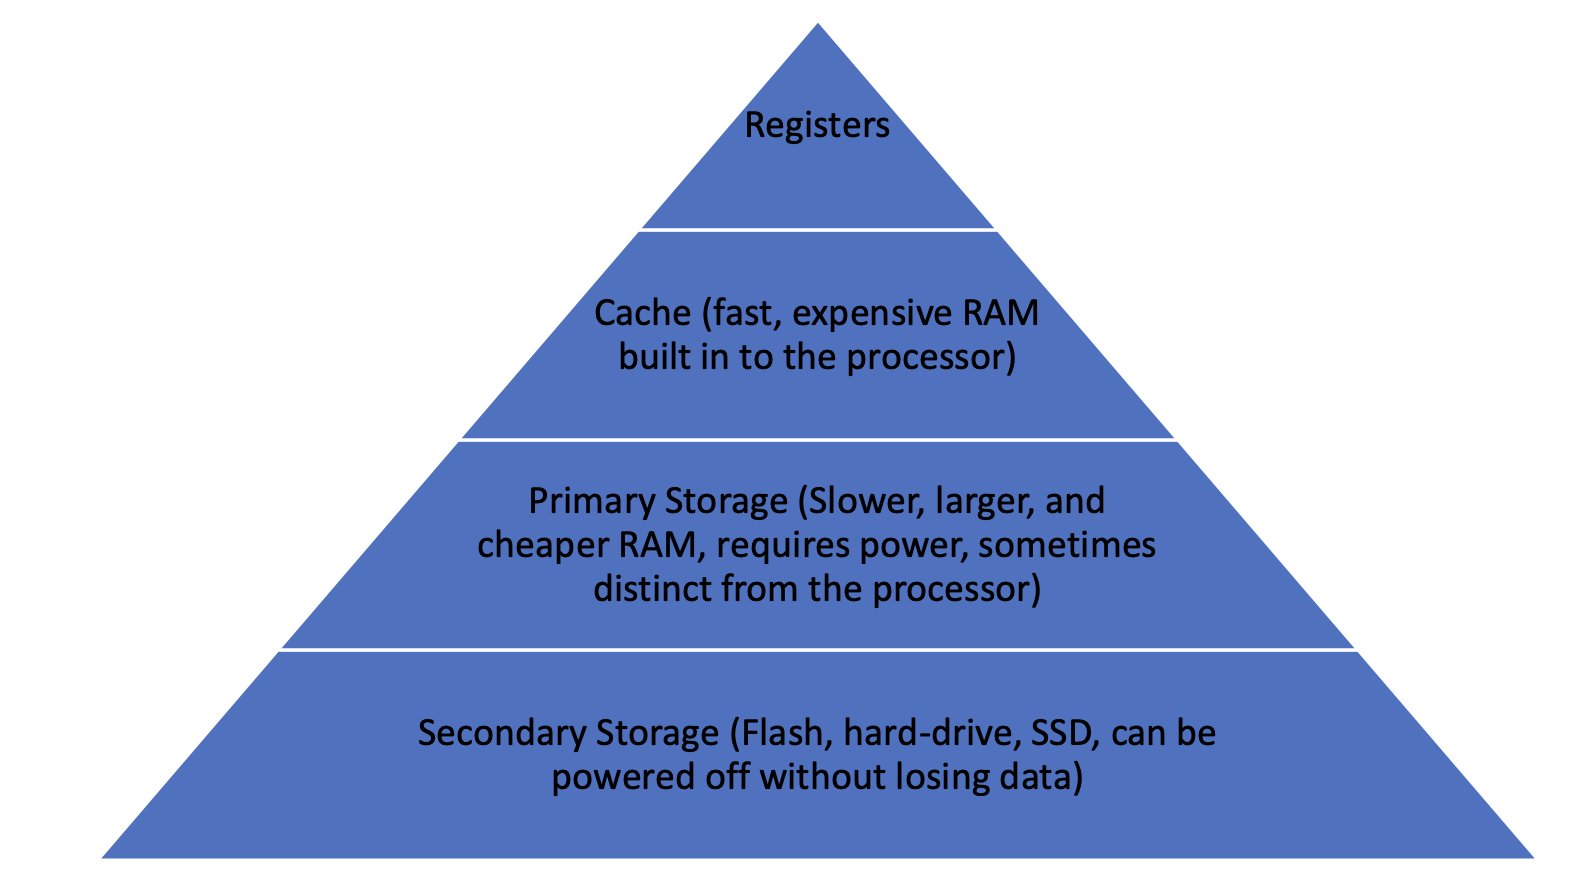 Registers
Cache (fast, expensive RAM
built in to the processor)
Primary Storage (Slower, larger, and
cheaper RAM, requires power, sometimes
distinct from the processor)
Secondary Storage (Flash, hard-drive, SSD, can be
powered off without losing data)